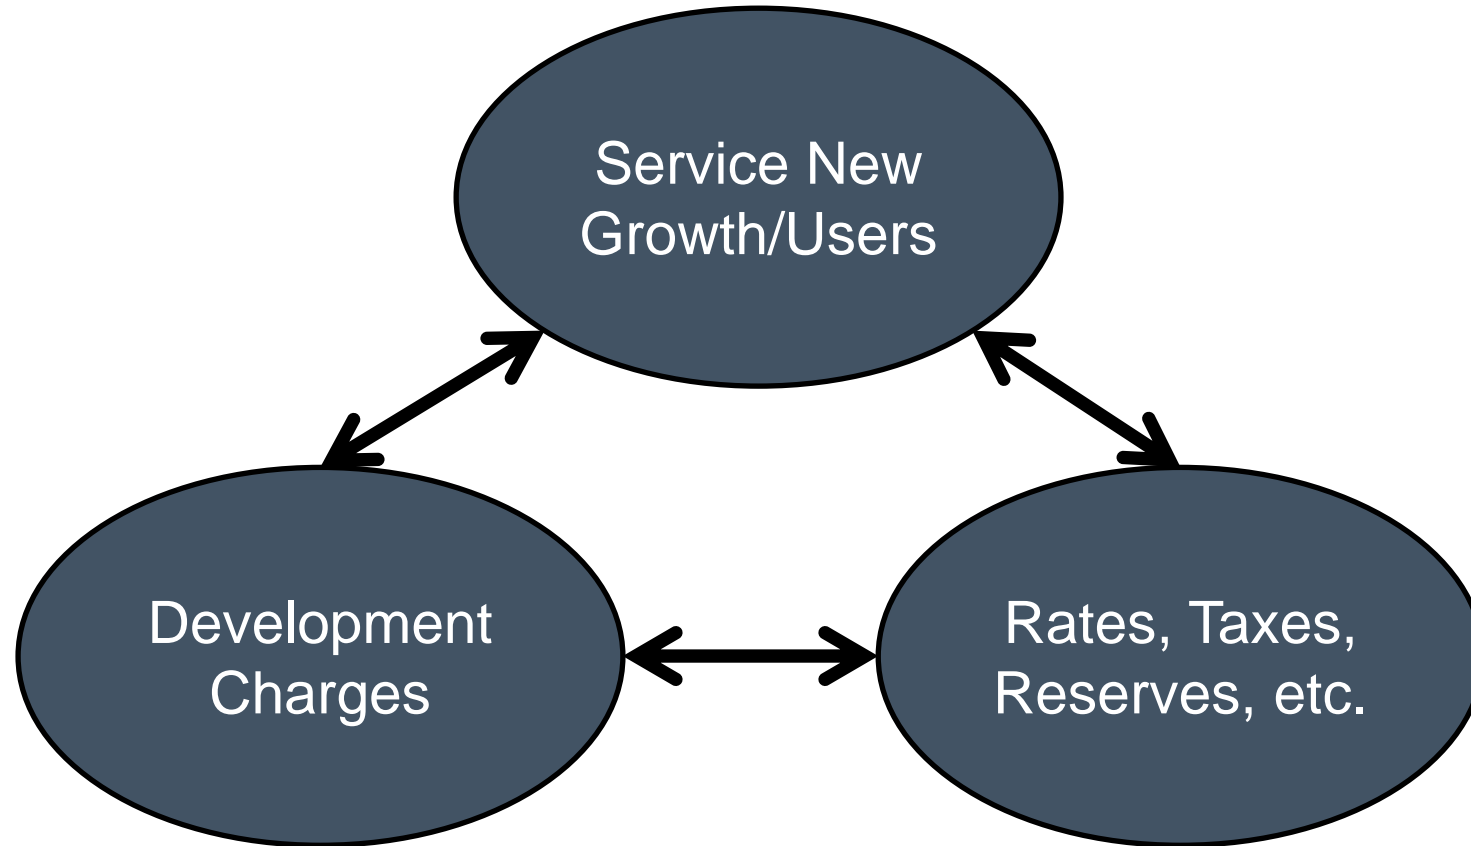 Service New
Growth/Users
Development
Charges
Rates, Taxes,
Reserves, etc.